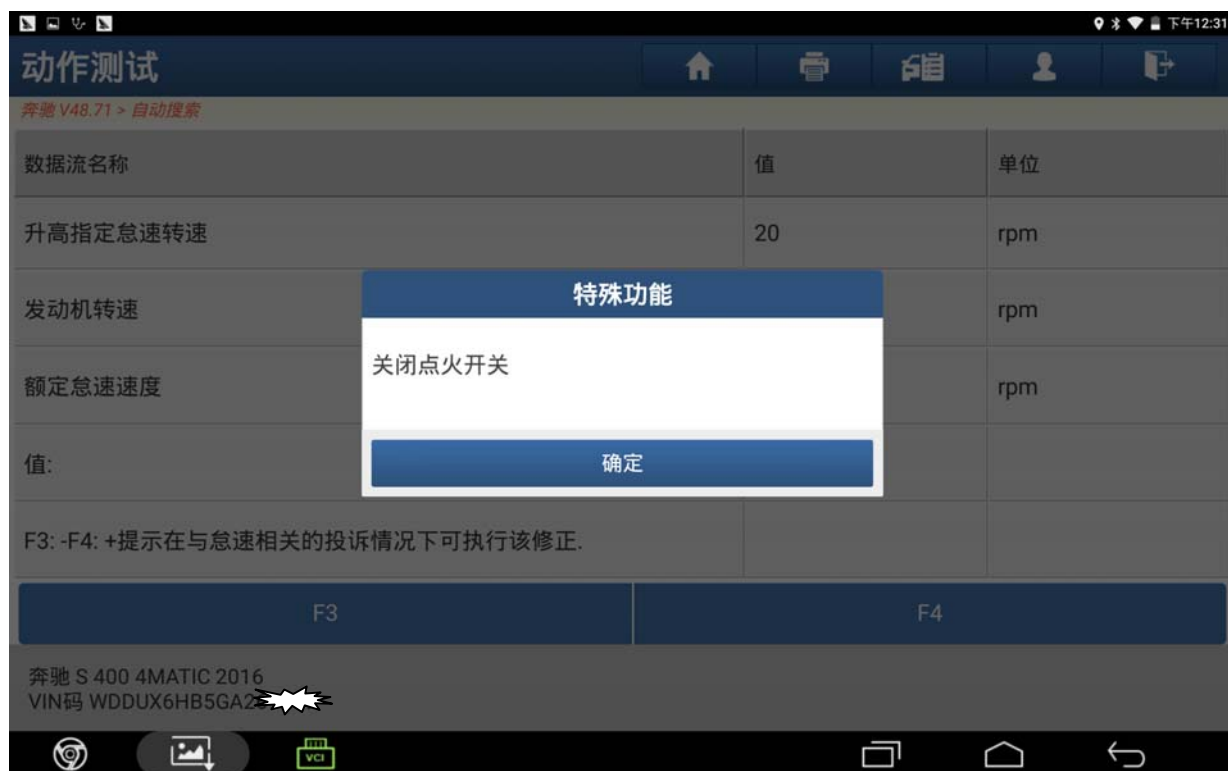 下午12:31
动作测试
奔驰 V48.71 > 自动搜索
数据流名称 值 单位
升高指定怠速转速 20 rpm
发动机转速 rpm
特殊功能
关闭点火开关
额定怠速速度 rpm
确定
值:
F3: -F4: +提示在与怠速相关的投诉情况下可执行该修正.
F3 F4
奔驰 S 400 4MATIC 2016
VIN码 WDDUX6HB5GA2
VCI